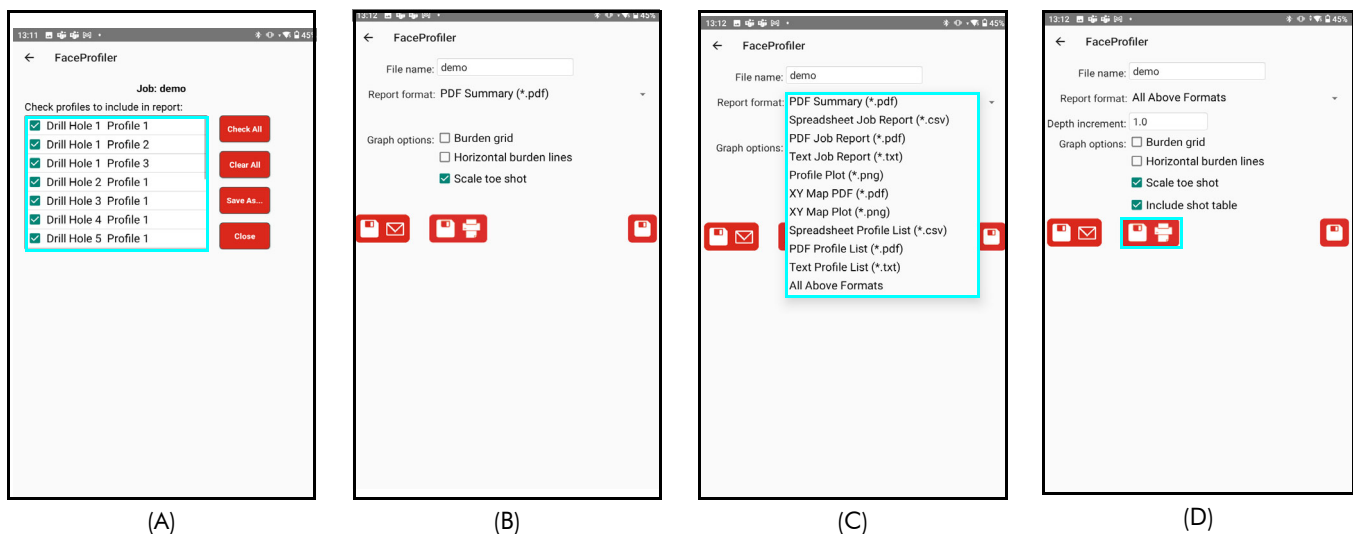 13:11
45%
FaceProfiler
Job: demo
Check profiles to include in report:
Drill Hole 1 Profile 1
Drill Hole 1 Profile 2
Drill Hole 1 Profile 3
Drill Hole 2 Profile 1
Drill Hole 3 Profile 1
Drill Hole 4 Profile 1
Drill Hole 5 Profile 1
Check All
Clear All
Save As...
Close
(A)
13:12
45%
FaceProfiler
File name: demo
Report format: PDF Summary (*.pdf)
Graph options: Burden grid
Horizontal burden lines
Scale toe shot
(B)
13:12
45%
FaceProfiler
File name: demo
Report format: PDF Summary (*.pdf)
Spreadsheet Job Report (*.csv)
PDF Job Report (*.pdf)
Graph options: Text Job Report (*.txt)
Profile Plot (*.png)
XY Map PDF (*.pdf)
XY Map Plot (*.png)
Spreadsheet Profile List (*.csv)
PDF Profile List (*.pdf)
Text Profile List (*.txt)
All Above Formats
(C)
13:12
45%
FaceProfiler
File name: demo
Report format: All Above Formats
Depth increment: 1.0
Graph options: Burden grid
Horizontal burden lines
Scale toe shot
Include shot table
(D)